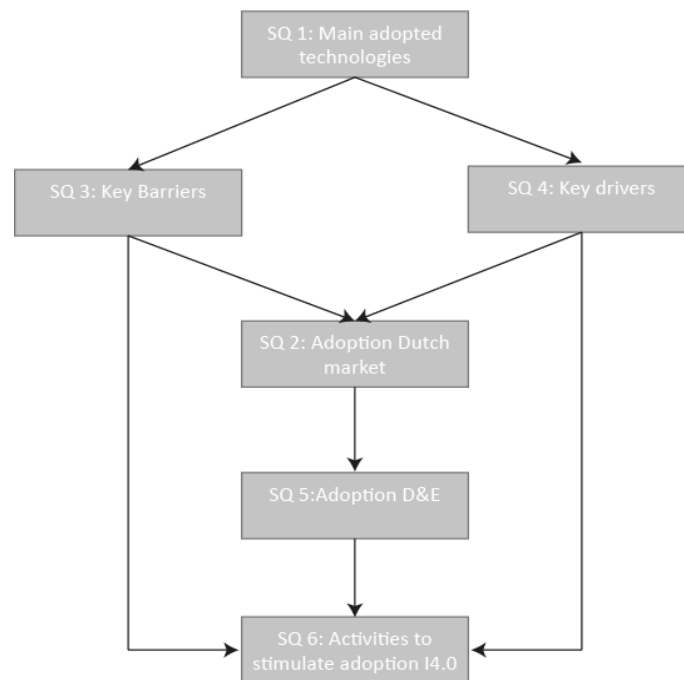 SQ 1: Main adopted
technologies
SQ 3: Key Barriers
SQ 4: Key drivers
SQ 2: Adoption Dutch
market
SQ 5:Adoption D&E
SQ 6: Activities to
stimulate adoption I4.0